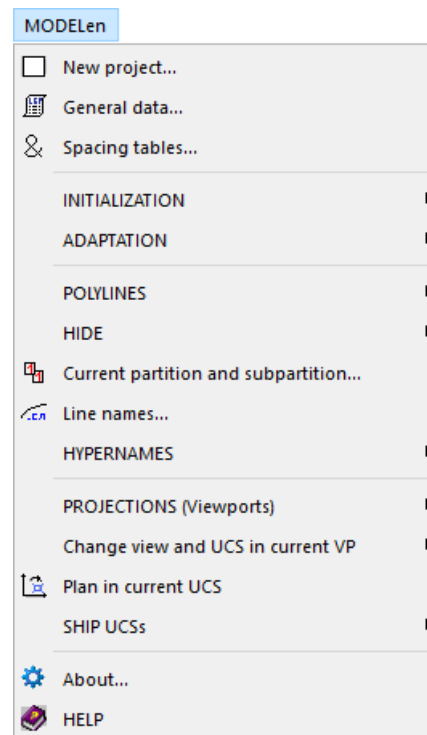 MODELen
New project...
General data...
Spacing tables...
INITIALIZATION
ADAPTATION
POLYLINES
HIDE
Current partition and subpartition...
Line names...
HYPERNAMES
PROJECTIONS (Viewports)
Change view and UCS in current VP
Plan in current UCS
SHIP UCSs
About...
HELP